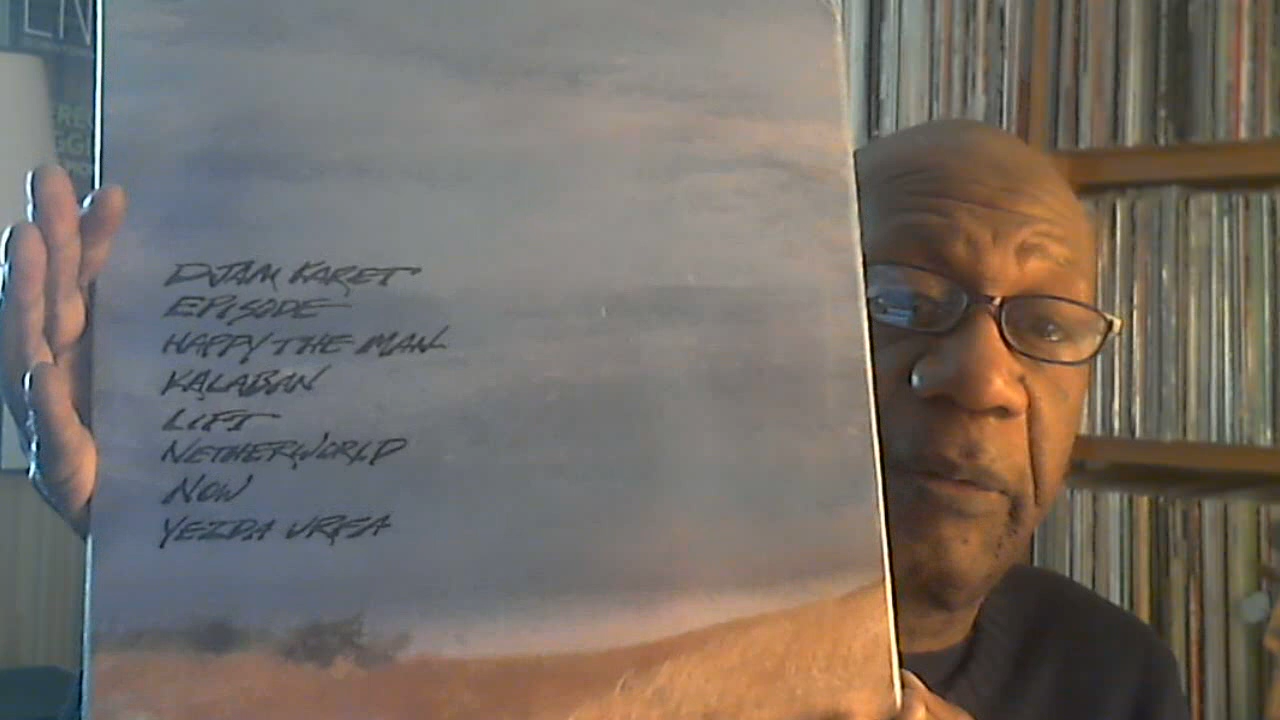 DJAM KARET
EPISODE
HAPPY THE MAN
KALABAN
LIFT
NETHERWORLD
NOW
YEZDA URFA